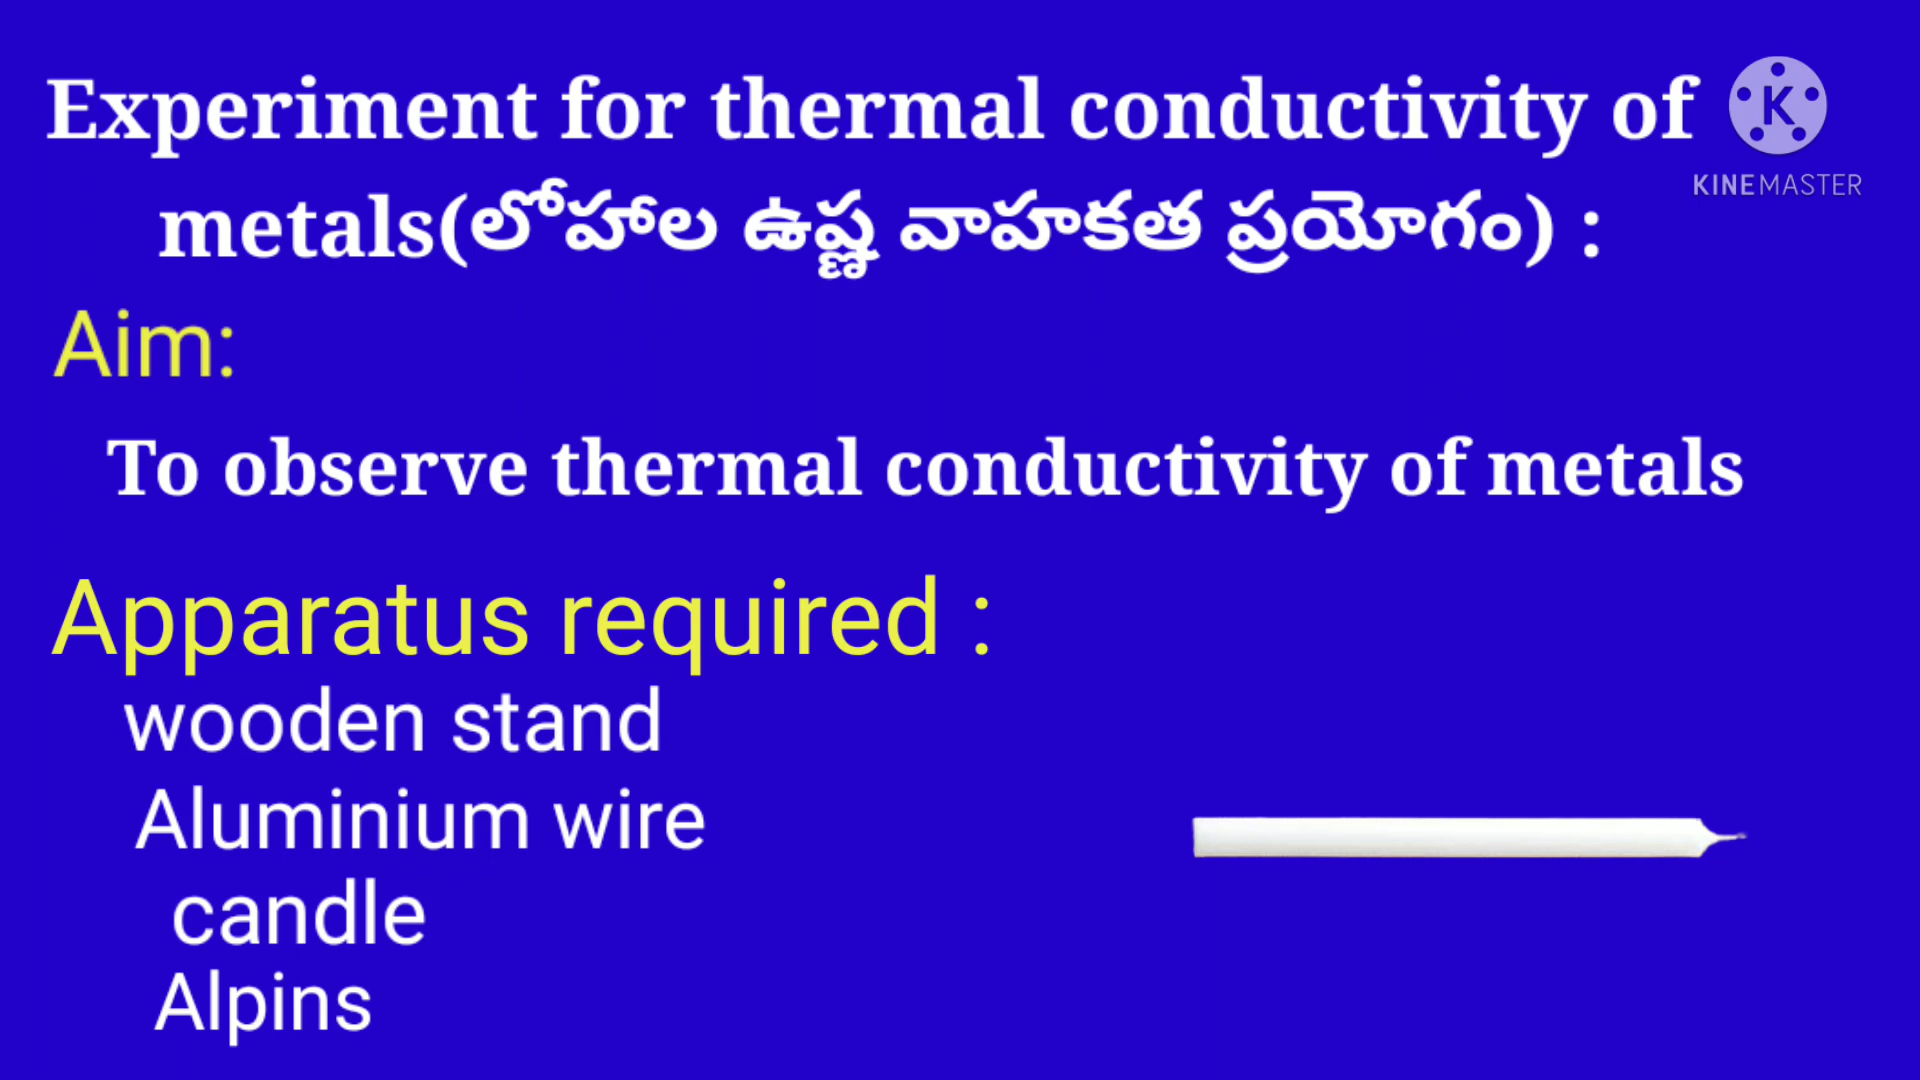 Experiment for thermal conductivity of
metals(లోహాల ఉష్ణ వాహకత ప్రయోగం) :
K
KINEMASTER
Aim:
To observe thermal conductivity of metals
Apparatus required :
wooden stand
Aluminium wire
candle
Alpins